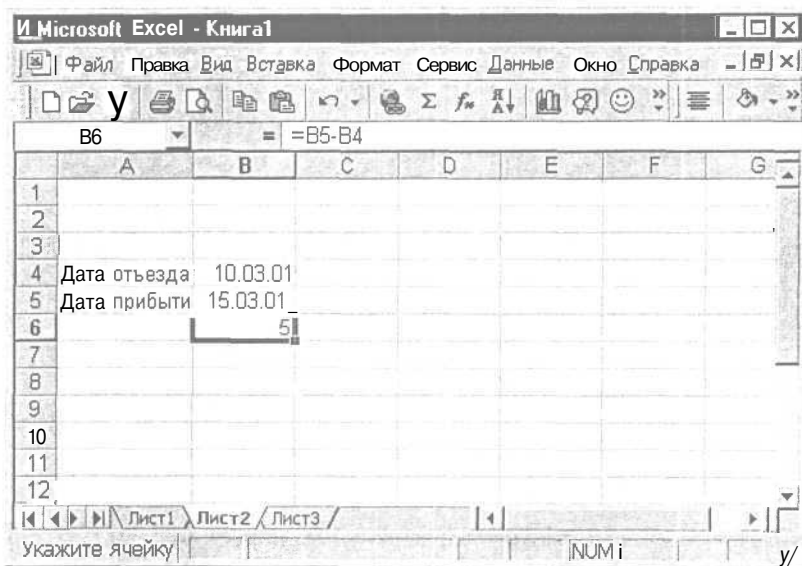 И Microsoft Excel - Книга1
Файл Правка Вид Вставка Формат Сервис Данные Окно Справка
У
B6 = =B5-B4
A B C D E F G
1
2
3
4 Дата отъезда 10.03.01
5 Дата прибыти 15.03.01
6 5
7
8
9
10
11
12
Лист1 Лист2 Лист3
Укажите ячейку NUM i у/